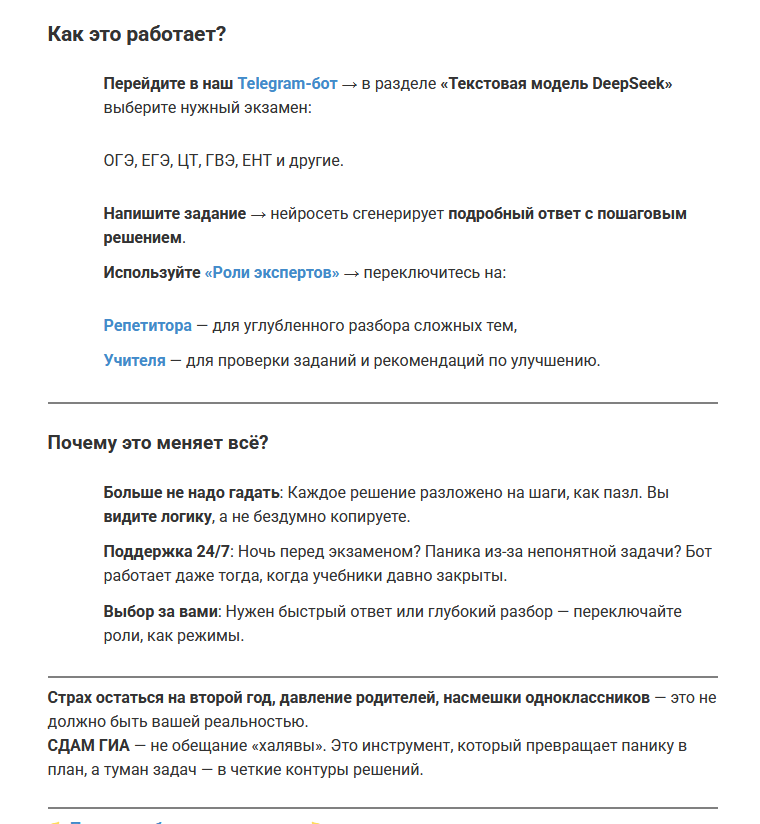 Как это работает?
Перейдите в наш Telegram-бот → в разделе «Текстовая модель DeepSeek»
выберите нужный экзамен:
ОГЭ, ЕГЭ, ЦТ, ГВЭ, ЕНТ и другие.
Напишите задание → нейросеть сгенерирует подробный ответ с пошаговым
решением.
Используйте «Роли экспертов» → переключитесь на:
Репетитора — для углубленного разбора сложных тем,
Учителя — для проверки заданий и рекомендаций по улучшению.
Почему это меняет всё?
Больше не надо гадать: Каждое решение разложено на шаги, как пазл. Вы
видите логику, а не бездумно копируете.
Поддержка 24/7: Ночь перед экзаменом? Паника из-за непонятной задачи? Бот
работает даже тогда, когда учебники давно закрыты.
Выбор за вами: Нужен быстрый ответ или глубокий разбор — переключайте
роли, как режимы.
Страх остаться на второй год, давление родителей, насмешки одноклассников — это не
должно быть вашей реальностью.
СДАМ ГИА — не обещание «халявы». Это инструмент, который превращает панику в
план, а туман задач — в четкие контуры решений.